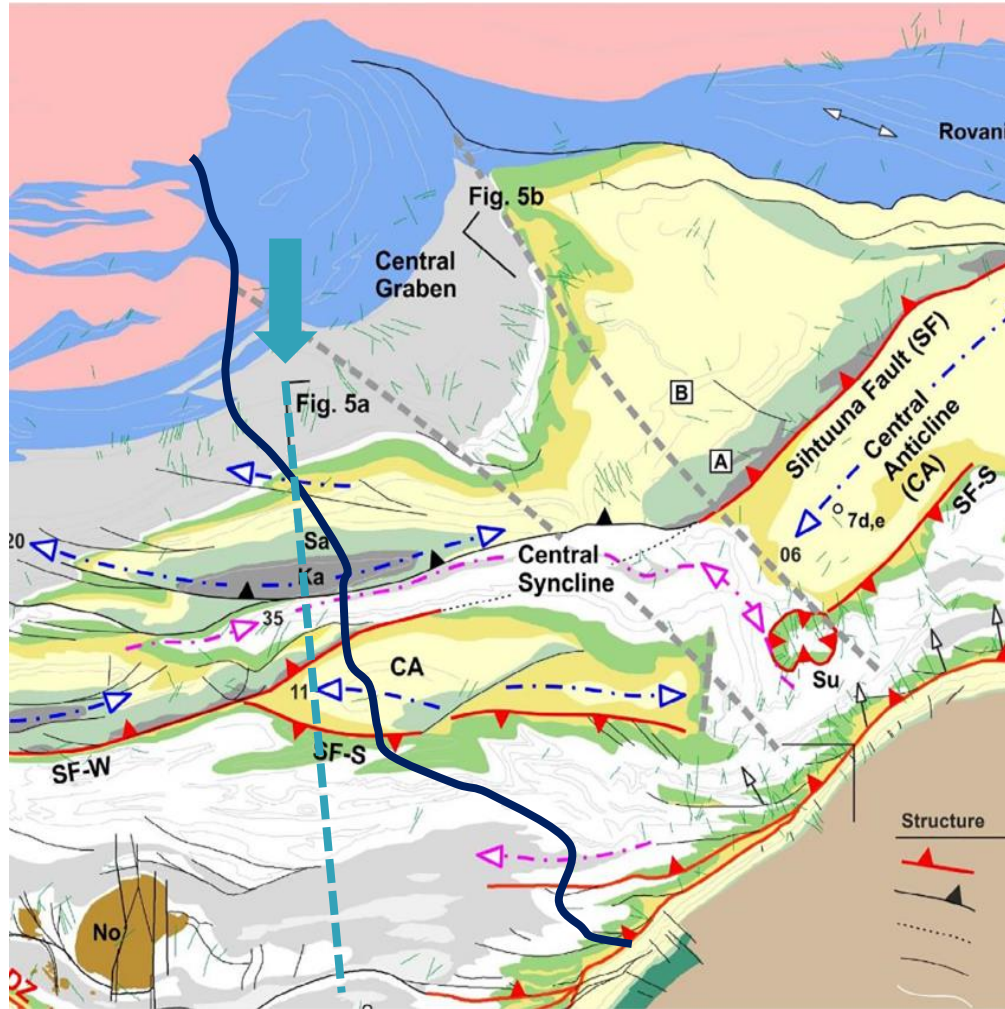 Rovani
Fig. 5b
Central
Graben
Sihtuuna Fault (SF)
Central
Anticline
(CA)
B
Fig. 5a
A
SF-S
7d,e
20
Sa
Ka
Central
Syncline
06
35
CA
11
Su
SF-W
SF-S
Structure
No
DZ